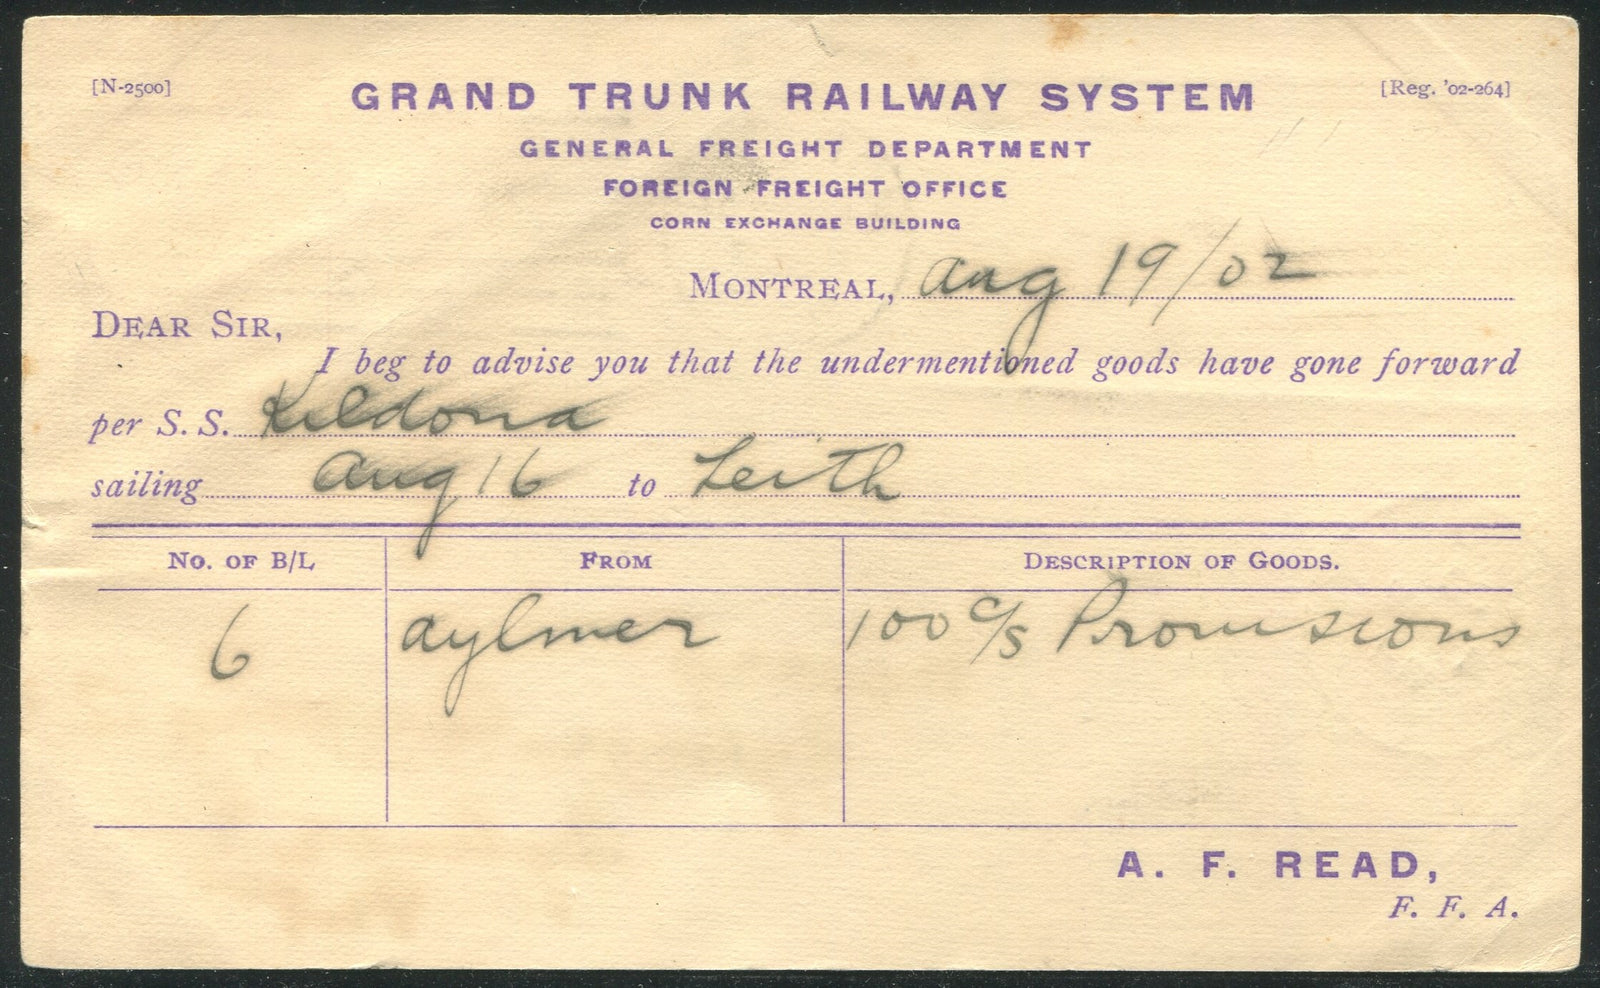 [N-2500]
GRAND TRUNK RAILWAY SYSTEM
[Reg. '02-264]
GENERAL FREIGHT DEPARTMENT
FOREIGN FREIGHT OFFICE
CORN EXCHANGE BUILDING
MONTREAL, Aug 19/02
DEAR SIR,
I beg to advise you that the undermentioned goods have gone forward
per S. S. Kildona
sailing Aug 16 to Leith
No. OF B/L FROM DESCRIPTION OF GOODS.
6 Aylmer 100 c/s Provisions
A. F. READ,
F. F. A.